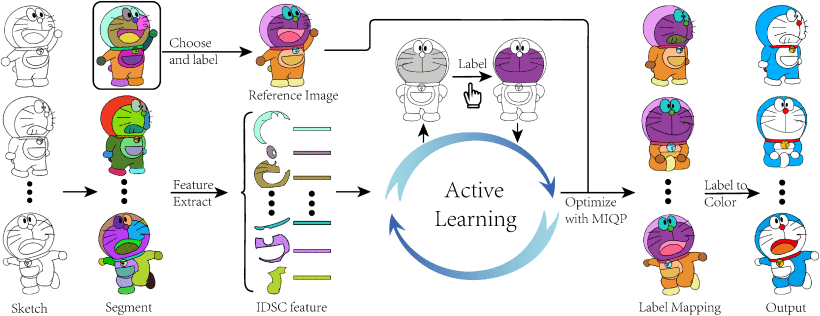 Choose
and label
Reference Image
Label
Feature
Extract
Active
Learning
Optimize
with MIQP
Label to
Color
Sketch
Segment
IDSC feature
Label Mapping
Output